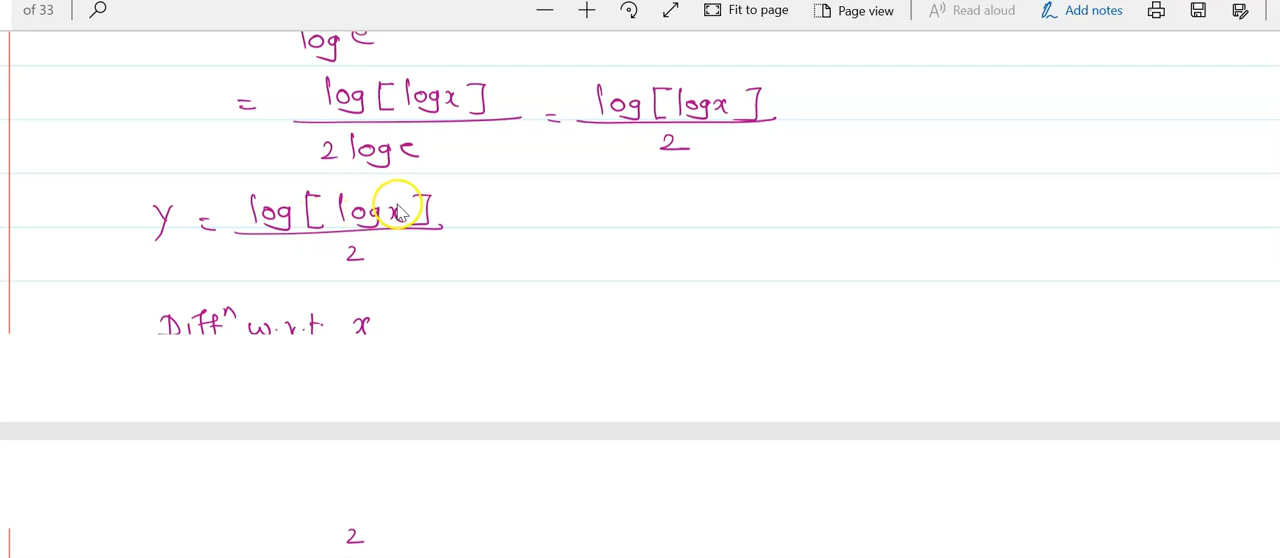 of 33 Fit to page Page view Read aloud Add notes
log e
= log [log x] / 2 log e = log [log x] / 2
y = log [log x] / 2
Diffⁿ w.r.t. x
2